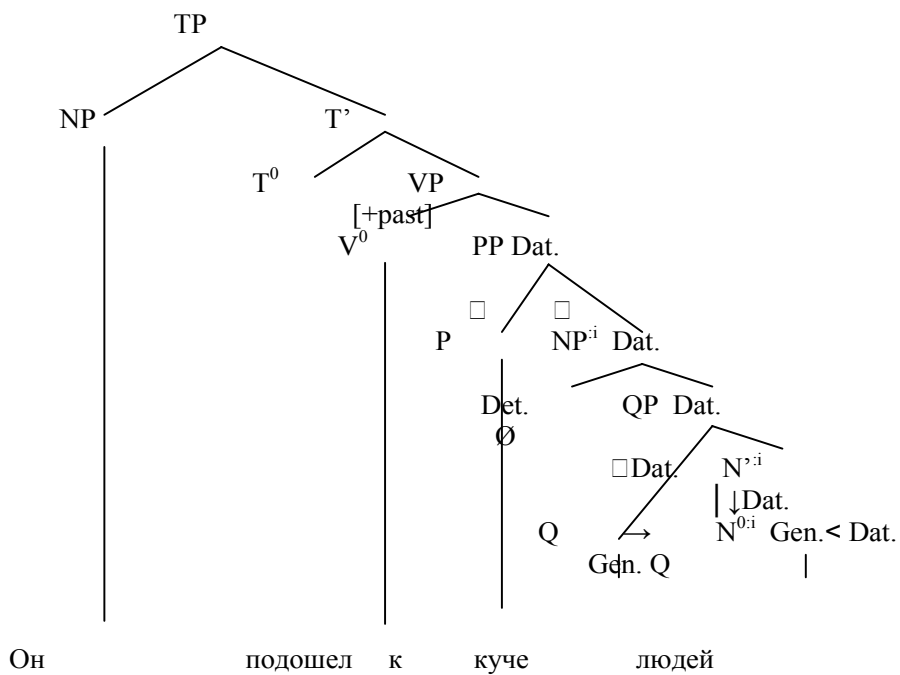 TP
NP T’
T0 VP
[+past]
V0 PP Dat.
□ □
P NP:i Dat.
Det. QP Dat.
Ø
□Dat. N’:i
↓Dat.
Q → N0:i Gen.< Dat.
Gen. Q
Он подошел к куче людей